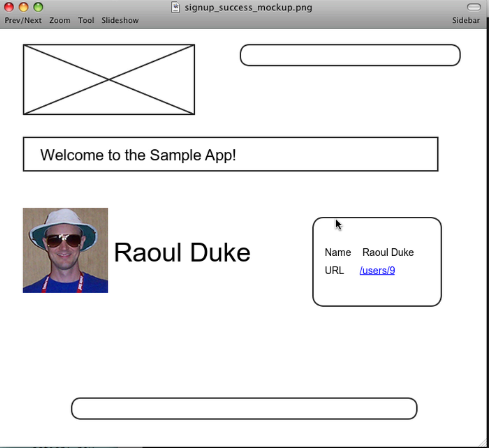 signup_success_mockup.png
Prev/Next Zoom Tool Slideshow Sidebar
Welcome to the Sample App!
Raoul Duke
Name Raoul Duke
URL /users/9